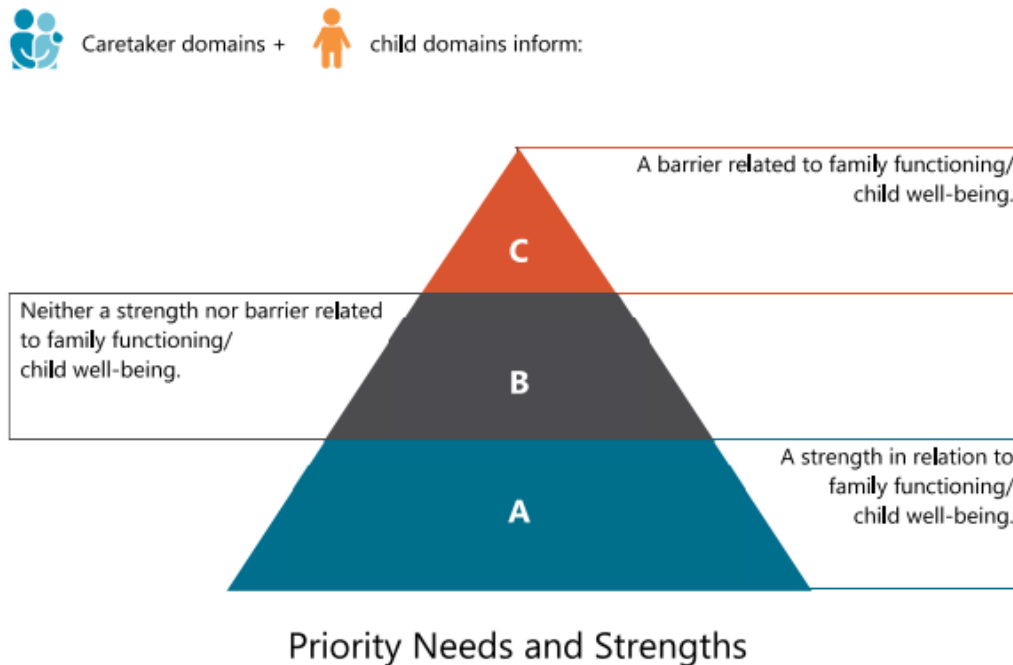 Caretaker domains + child domains inform:
A barrier related to family functioning/
child well-being.
C
Neither a strength nor barrier related
to family functioning/
child well-being.
B
A strength in relation to
family functioning/
child well-being.
A
Priority Needs and Strengths